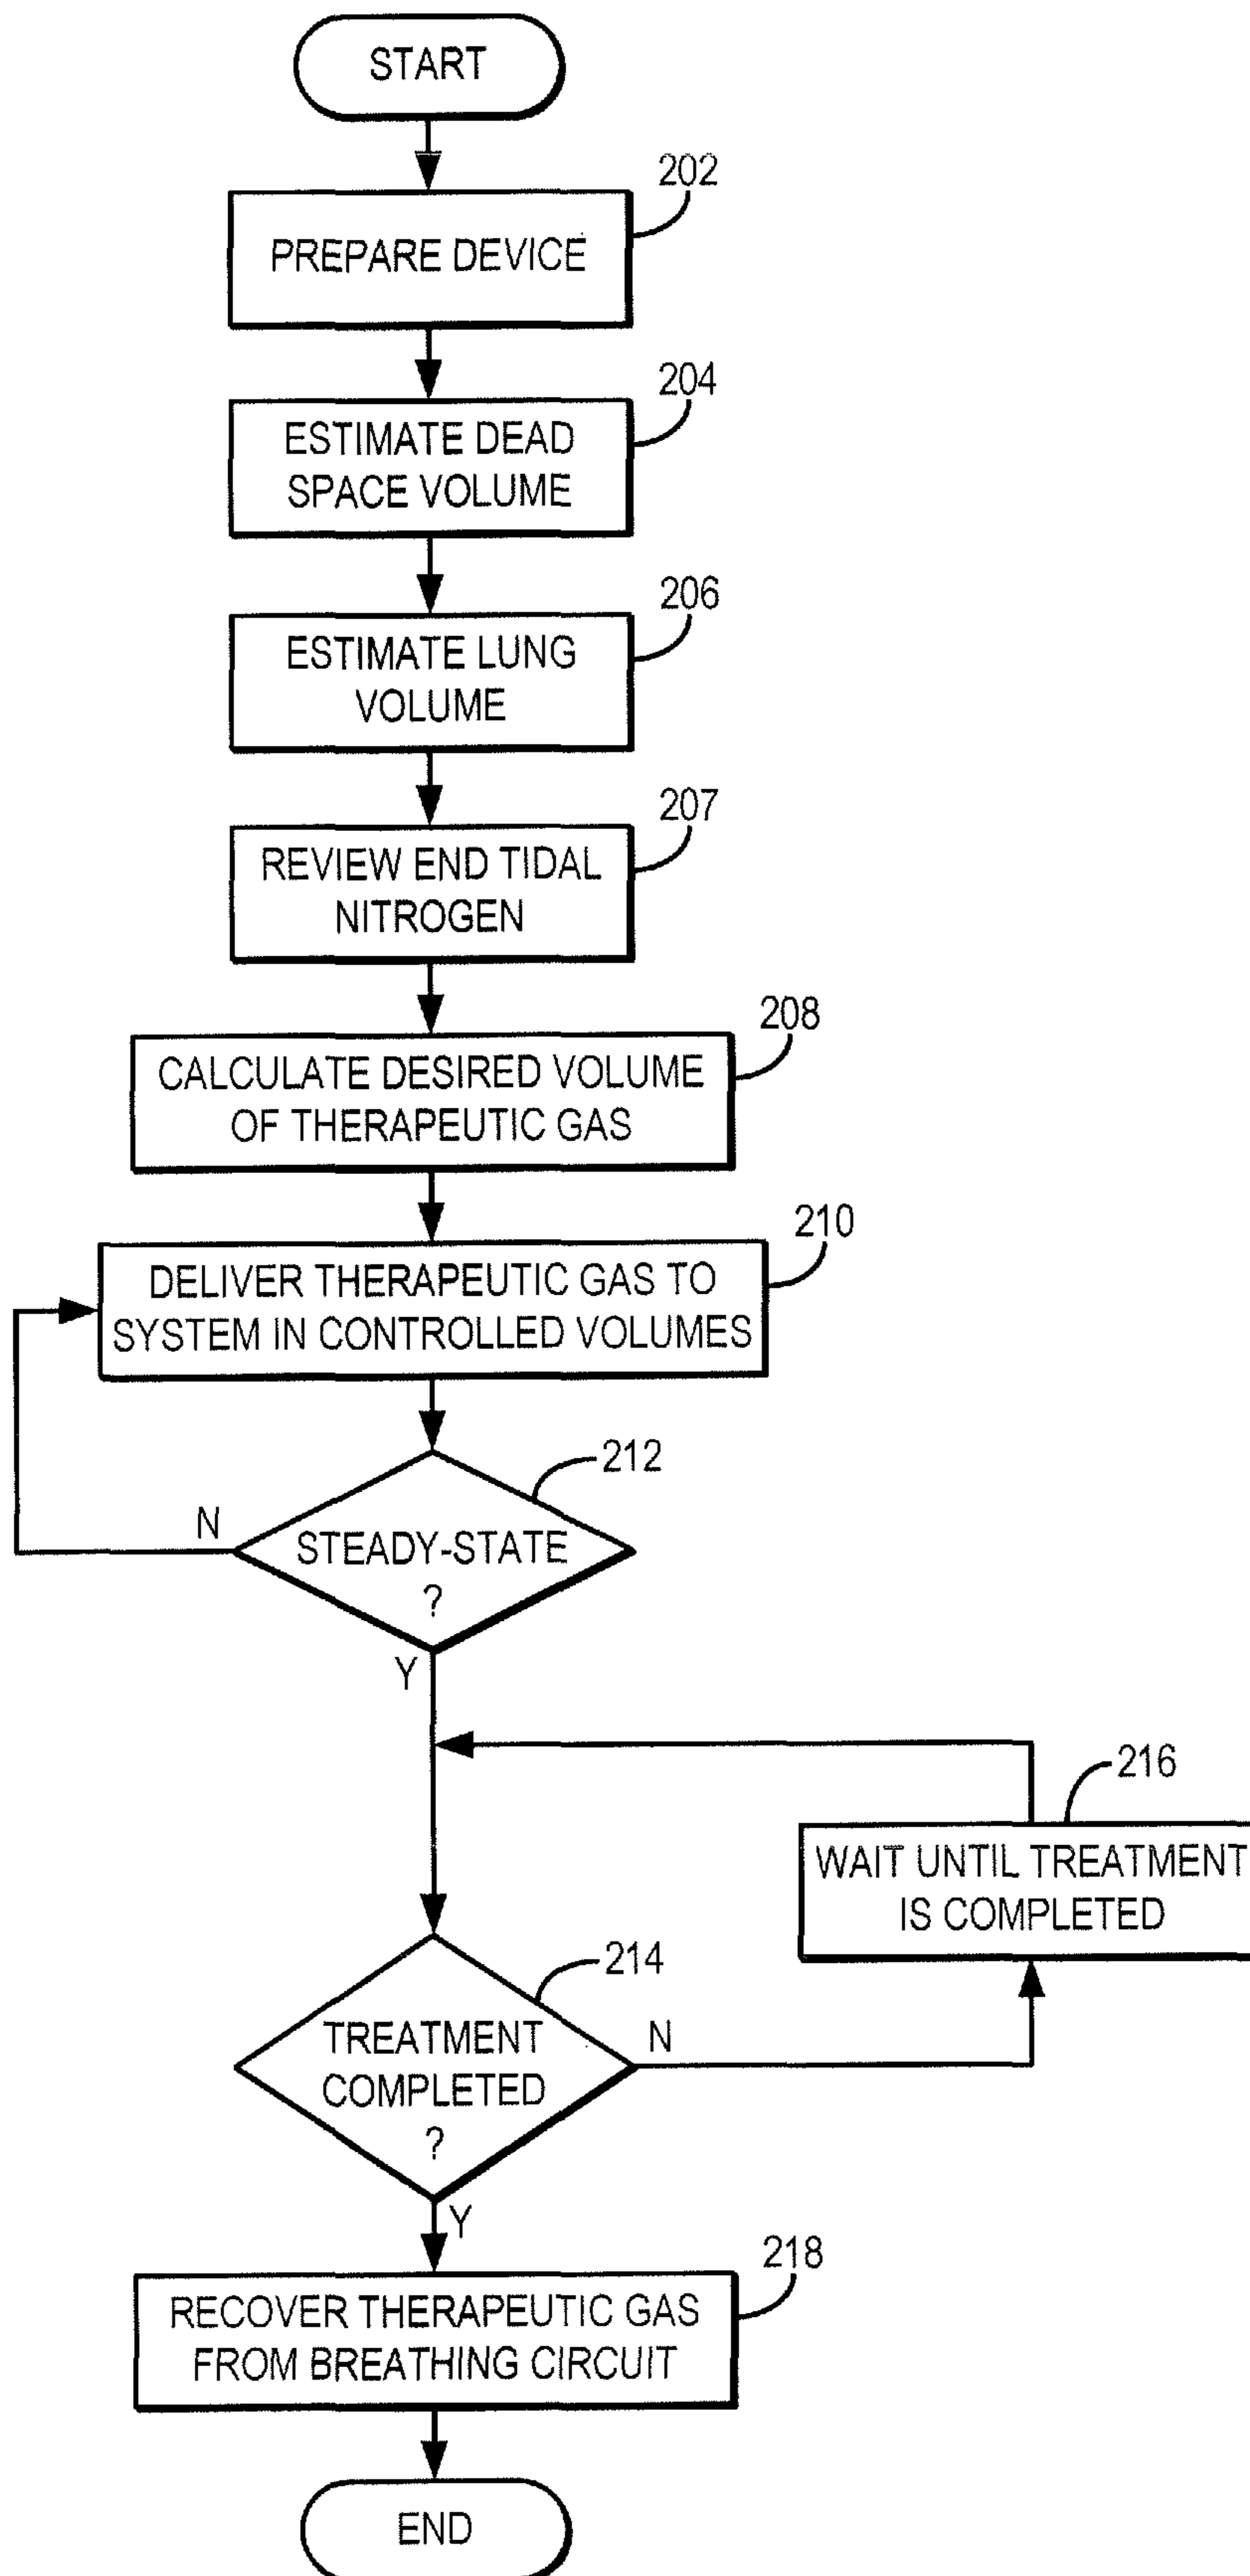 START
202
PREPARE DEVICE
204
ESTIMATE DEAD
SPACE VOLUME
206
ESTIMATE LUNG
VOLUME
207
REVIEW END TIDAL
NITROGEN
208
CALCULATE DESIRED VOLUME
OF THERAPEUTIC GAS
210
DELIVER THERAPEUTIC GAS TO
SYSTEM IN CONTROLLED VOLUMES
212
N
STEADY-STATE
?
Y
216
WAIT UNTIL TREATMENT
IS COMPLETED
214
TREATMENT
COMPLETED
?
N
Y
218
RECOVER THERAPEUTIC GAS
FROM BREATHING CIRCUIT
END